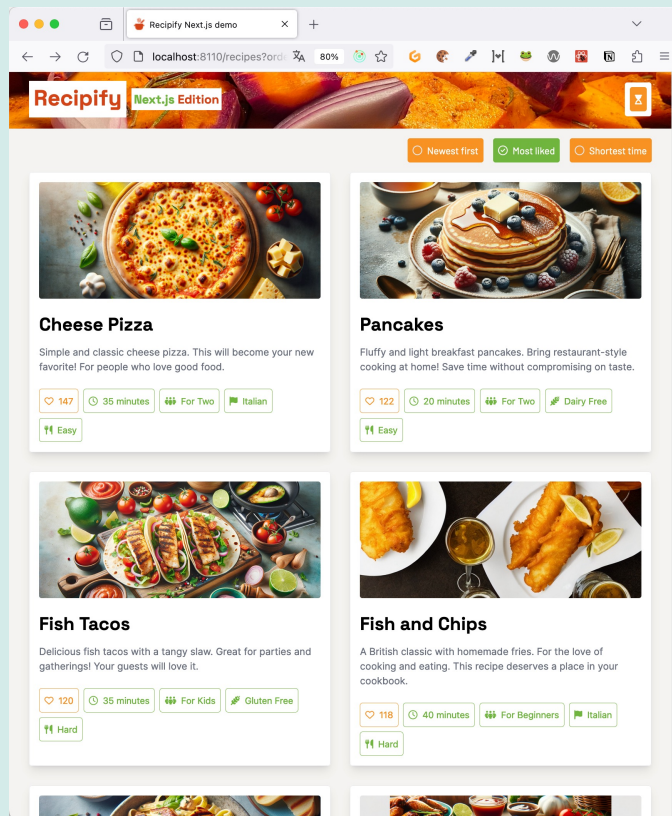 Recipify Next.js demo
localhost:8110/recipes?orde
80%
Recipify
Next.js Edition
Newest first
Most liked
Shortest time
Cheese Pizza
Simple and classic cheese pizza. This will become your new
favorite! For people who love good food.
147
35 minutes
For Two
Italian
Easy
Pancakes
Fluffy and light breakfast pancakes. Bring restaurant-style
cooking at home! Save time without compromising on taste.
122
20 minutes
For Two
Dairy Free
Easy
Fish Tacos
Delicious fish tacos with a tangy slaw. Great for parties and
gatherings! Your guests will love it.
120
35 minutes
For Kids
Gluten Free
Hard
Fish and Chips
A British classic with homemade fries. For the love of
cooking and eating. This recipe deserves a place in your
cookbook.
118
40 minutes
For Beginners
Italian
Hard